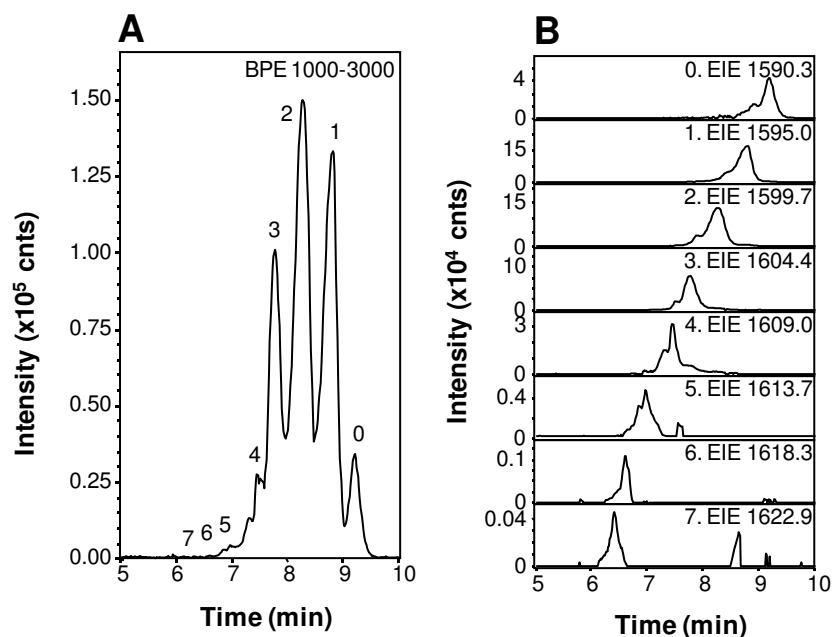 A
BPE 1000-3000
2
1
3
0
4
7 6 5
1.50
1.25
1.00
0.75
0.50
0.25
0.00
5 6 7 8 9 10
Intensity (x10⁵ cnts)
Time (min)
B
0. EIE 1590.3
4
0
1. EIE 1595.0
15
0
2. EIE 1599.7
15
0
3. EIE 1604.4
10
0
4. EIE 1609.0
3
0
5. EIE 1613.7
0.4
0
6. EIE 1618.3
0.1
0
7. EIE 1622.9
0.04
0
5 6 7 8 9 10
Intensity (x10⁴ cnts)
Time (min)